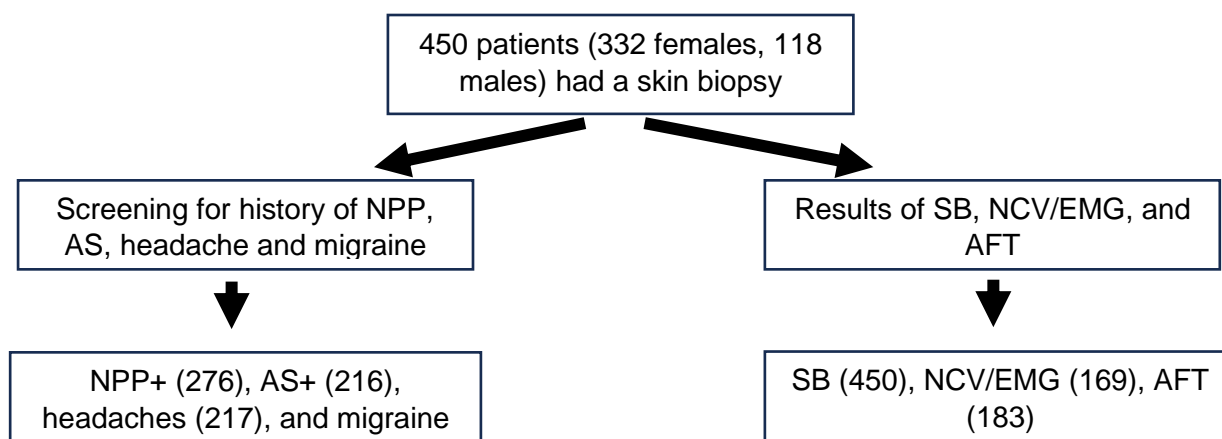 450 patients (332 females, 118
males) had a skin biopsy
Screening for history of NPP,
AS, headache and migraine
Results of SB, NCV/EMG, and
AFT
NPP+ (276), AS+ (216),
headaches (217), and migraine
SB (450), NCV/EMG (169), AFT
(183)